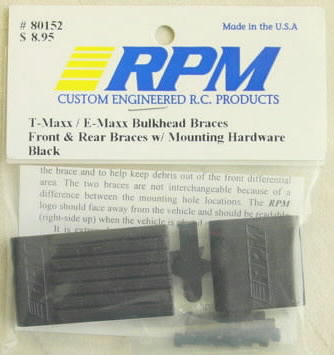 # 80152
Made in the U.S.A
$ 8.95
RPM
CUSTOM ENGINEERED R.C. PRODUCTS
T-Maxx / E-Maxx Bulkhead Braces
Front & Rear Braces w/ Mounting Hardware
Black
the brace and to help keep debris out of the front differential
area. The two braces are not interchangeable because of a
difference between the mounting hole locations. The RPM
logo should face away from the vehicle and should be readable
(right-side up) when the vehicle is
It is
RPM
RPM